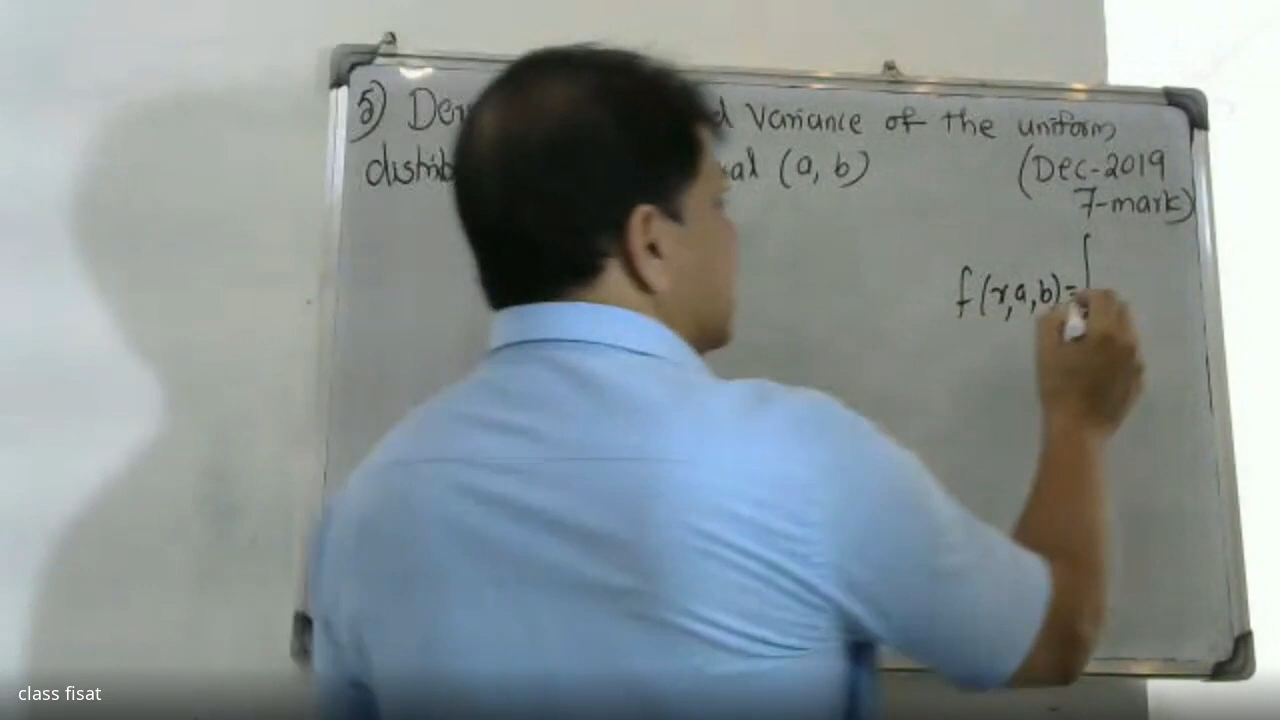 5) Der d Variance of the uniform
distrib al (a, b) (Dec-2019
7-mark)
f(x,a,b)={
class fisat